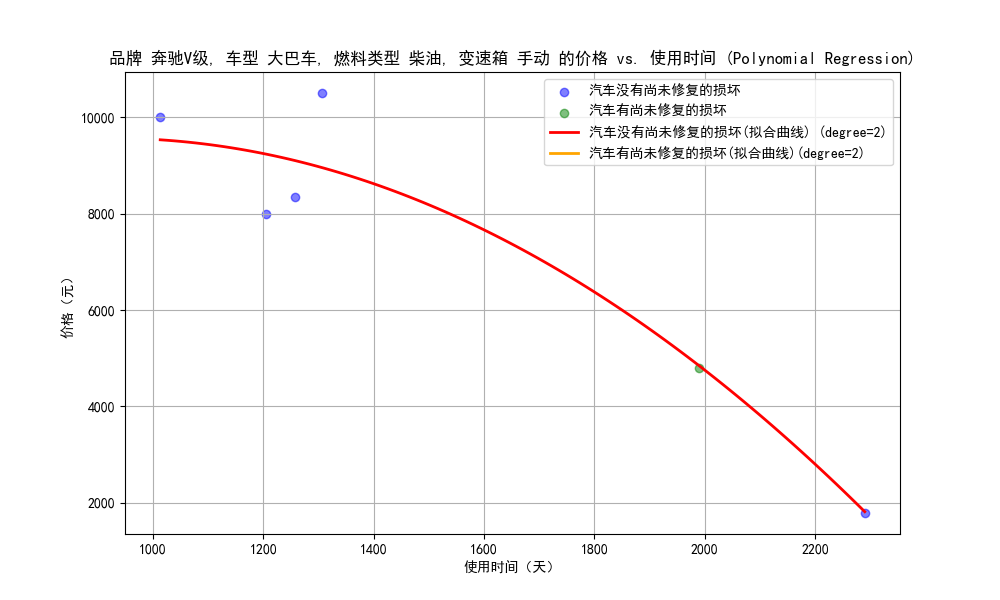 品牌 奔驰V级, 车型 大巴车, 燃料类型 柴油, 变速箱 手动 的价格 vs. 使用时间 (Polynomial Regression)
汽车没有尚未修复的损坏
汽车有尚未修复的损坏
汽车没有尚未修复的损坏(拟合曲线) (degree=2)
汽车有尚未修复的损坏(拟合曲线)(degree=2)
价格（元）
10000
8000
6000
4000
2000
1000 1200 1400 1600 1800 2000 2200
使用时间（天）